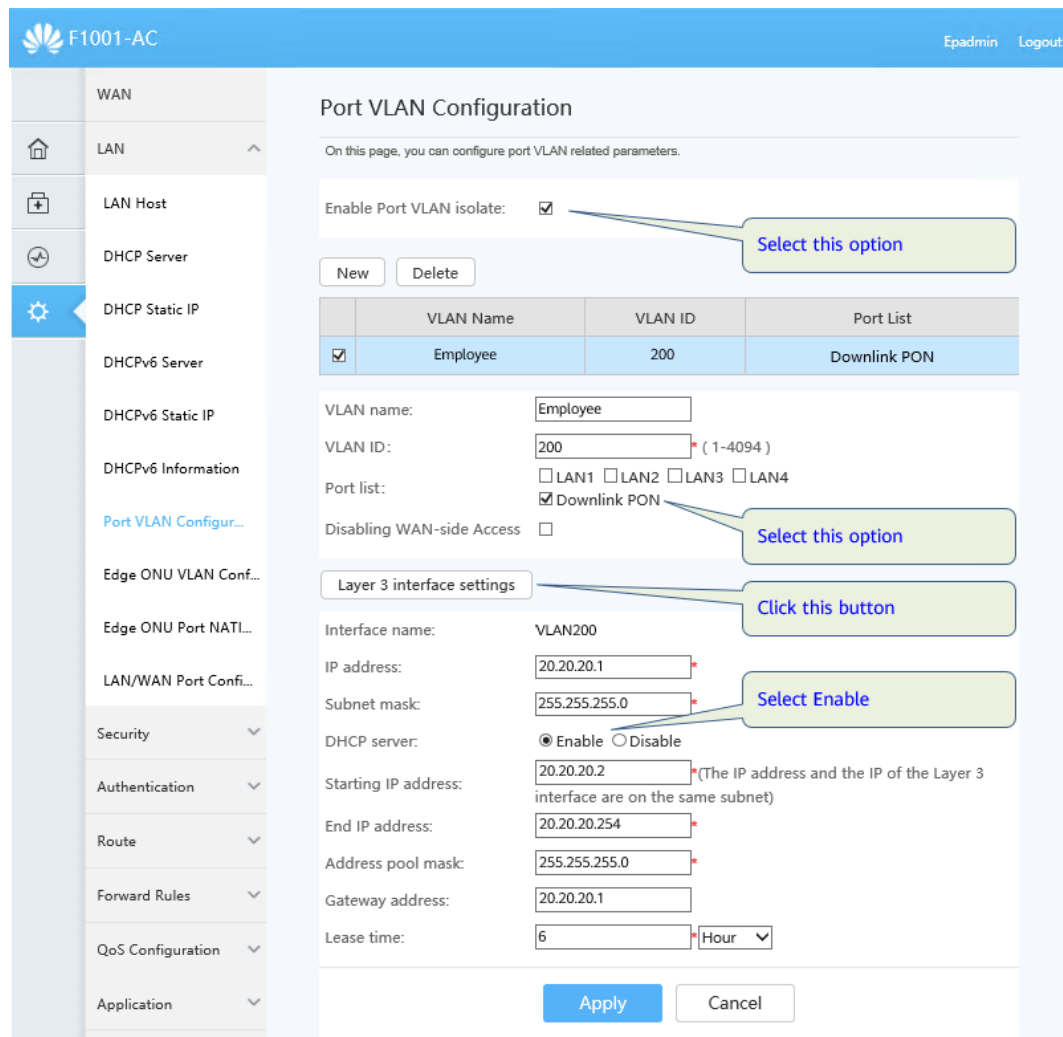 F1001-AC
Epadmin Logout
WAN
LAN
LAN Host
DHCP Server
DHCP Static IP
DHCPv6 Server
DHCPv6 Static IP
DHCPv6 Information
Port VLAN Configur...
Edge ONU VLAN Conf...
Edge ONU Port NATI...
LAN/WAN Port Confi...
Security
Authentication
Route
Forward Rules
QoS Configuration
Application
Port VLAN Configuration
On this page, you can configure port VLAN related parameters.
Enable Port VLAN isolate:
Select this option
New Delete
VLAN Name VLAN ID Port List
Employee 200 Downlink PON
VLAN name: Employee
VLAN ID: 200 * ( 1-4094 )
Port list: LAN1 LAN2 LAN3 LAN4
Downlink PON
Select this option
Disabling WAN-side Access
Layer 3 interface settings
Click this button
Interface name: VLAN200
IP address: 20.20.20.1 *
Subnet mask: 255.255.255.0 *
Select Enable
DHCP server: Enable Disable
Starting IP address: 20.20.20.2 *(The IP address and the IP of the Layer 3
interface are on the same subnet)
End IP address: 20.20.20.254 *
Address pool mask: 255.255.255.0 *
Gateway address: 20.20.20.1
Lease time: 6 * Hour
Apply Cancel